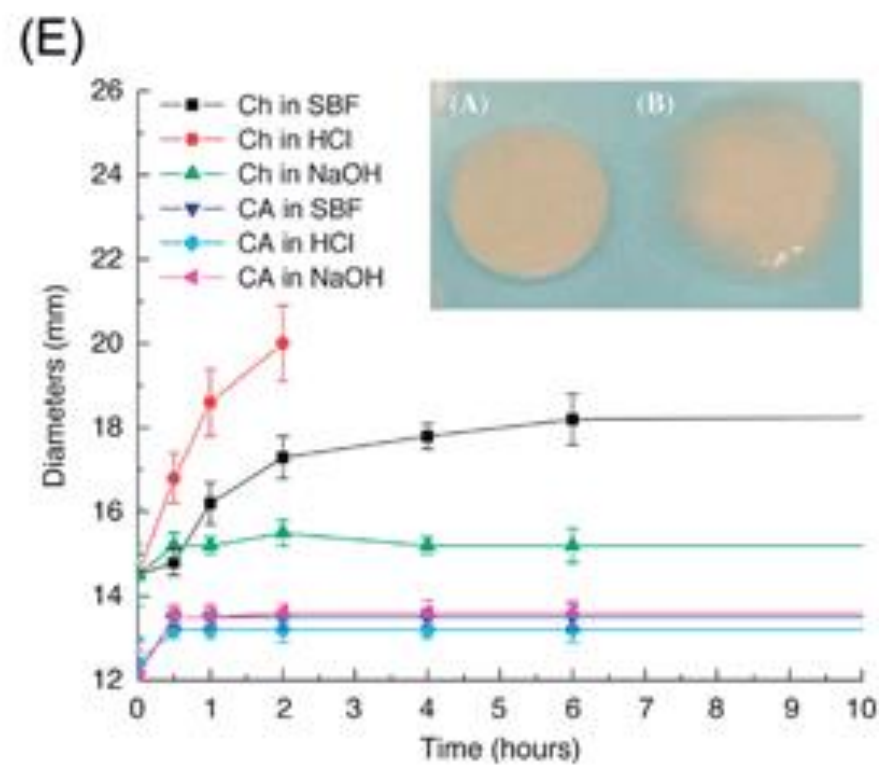 (E)
26
24
22
20
18
16
14
12
Diameters (mm)
Ch in SBF
Ch in HCl
Ch in NaOH
CA in SBF
CA in HCl
CA in NaOH
(A)
(B)
0 1 2 3 4 5 6 7 8 9 10
Time (hours)